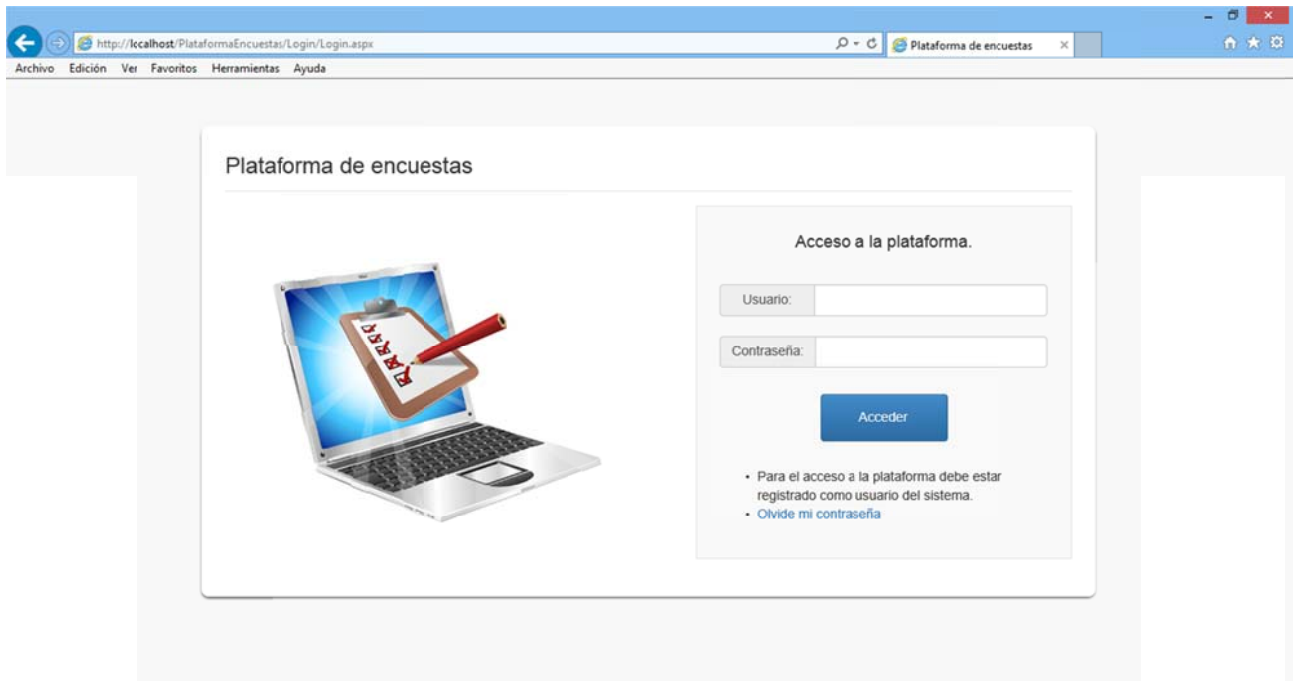 http://localhost/PlataformaEncuestas/Login/Login.aspx
Plataforma de encuestas
Archivo Edición Ver Favoritos Herramientas Ayuda
Plataforma de encuestas
Acceso a la plataforma.
Usuario:
Contraseña:
Acceder
• Para el acceso a la plataforma debe estar
registrado como usuario del sistema.
• Olvide mi contraseña